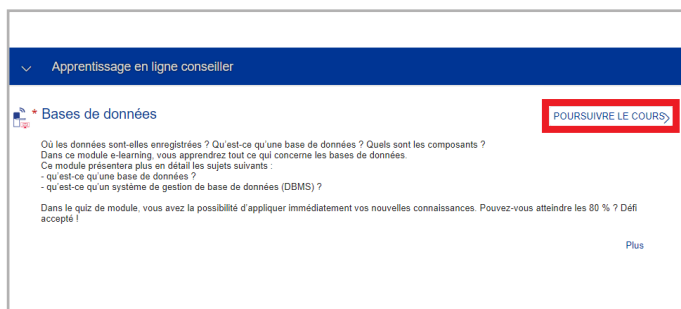 Apprentissage en ligne conseiller
* Bases de données
POURSUIVRE LE COURS
Où les données sont-elles enregistrées ? Qu'est-ce qu'une base de données ? Quels sont les composants ?
Dans ce module e-learning, vous apprendrez tout ce qui concerne les bases de données.
Ce module présentera plus en détail les sujets suivants :
- qu'est-ce qu'une base de données ?
- qu'est-ce qu'un système de gestion de base de données (DBMS) ?
Dans le quiz de module, vous avez la possibilité d'appliquer immédiatement vos nouvelles connaissances. Pouvez-vous atteindre les 80 % ? Défi
accepté !
Plus